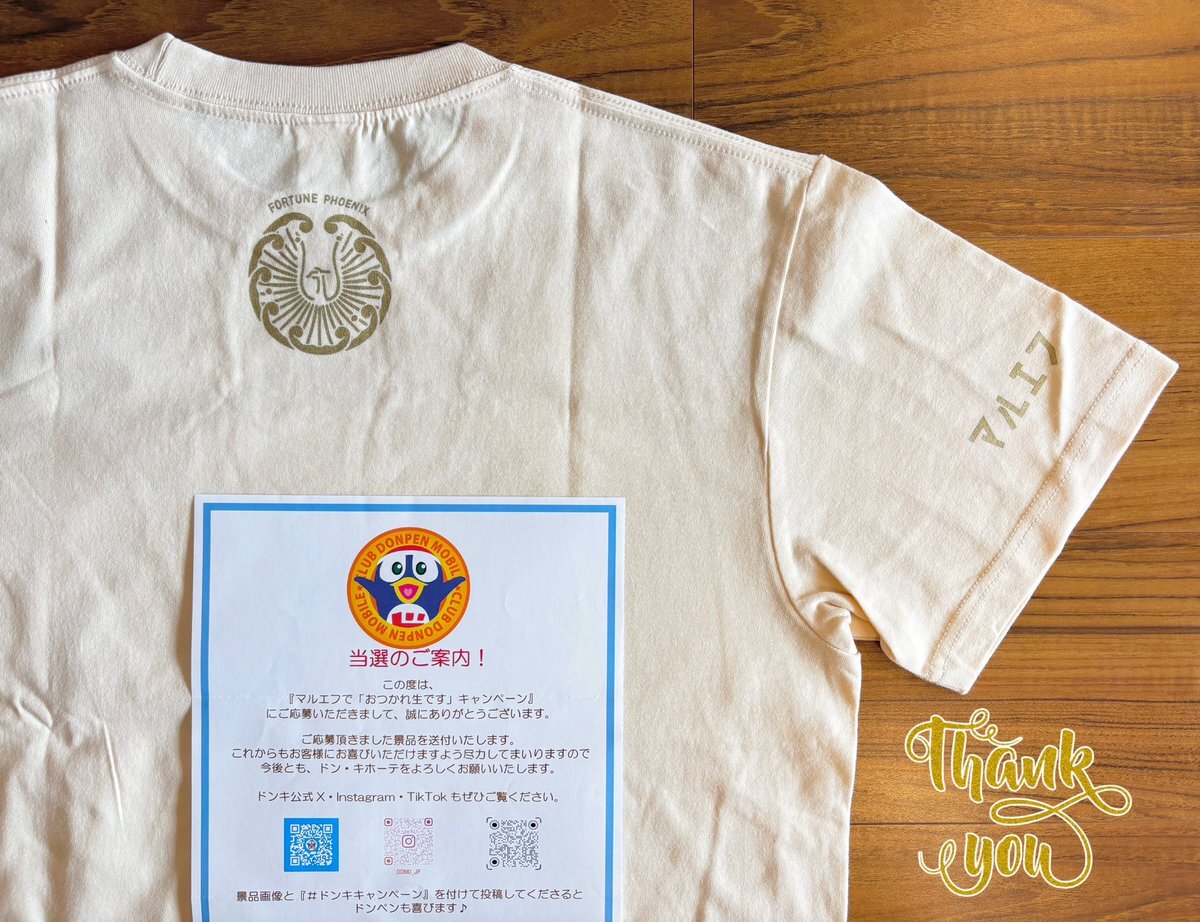 FORTUNE PHOENIX
マルエフ
CLUB DONPEN MOBILE
CLUB DONPEN MOBILE
当選のご案内！
この度は、
『マルエフで「おつかれ生です」キャンペーン』
にご応募いただきまして、誠にありがとうございます。
ご応募頂きました景品を送付いたします。
これからもお客様にお喜びいただけますよう尽力してまいりますので
今後とも、ドン・キホーテをよろしくお願いいたします。
ドンキ公式X・Instagram・TikTokもぜひご覧ください。
DONKI_JP
景品画像と『＃ドンキキャンペーン』を付けて投稿してくださると
ドンペンも喜びます♪
Thank
you